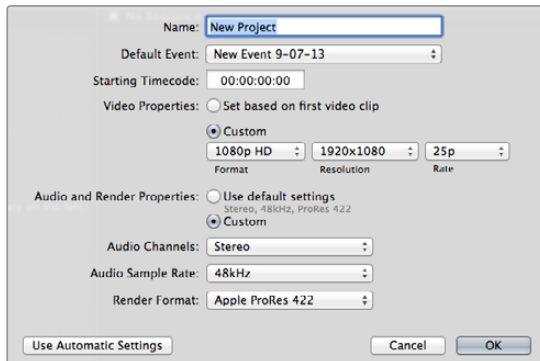 Name: New Project
Default Event: New Event 9-07-13
Starting Timecode: 00:00:00:00
Video Properties: Set based on first video clip
Custom
1080p HD 1920x1080 25p
Format Resolution Rate
Audio and Render Properties: Use default settings
Stereo, 48kHz, ProRes 422
Custom
Audio Channels: Stereo
Audio Sample Rate: 48kHz
Render Format: Apple ProRes 422
Use Automatic Settings Cancel OK